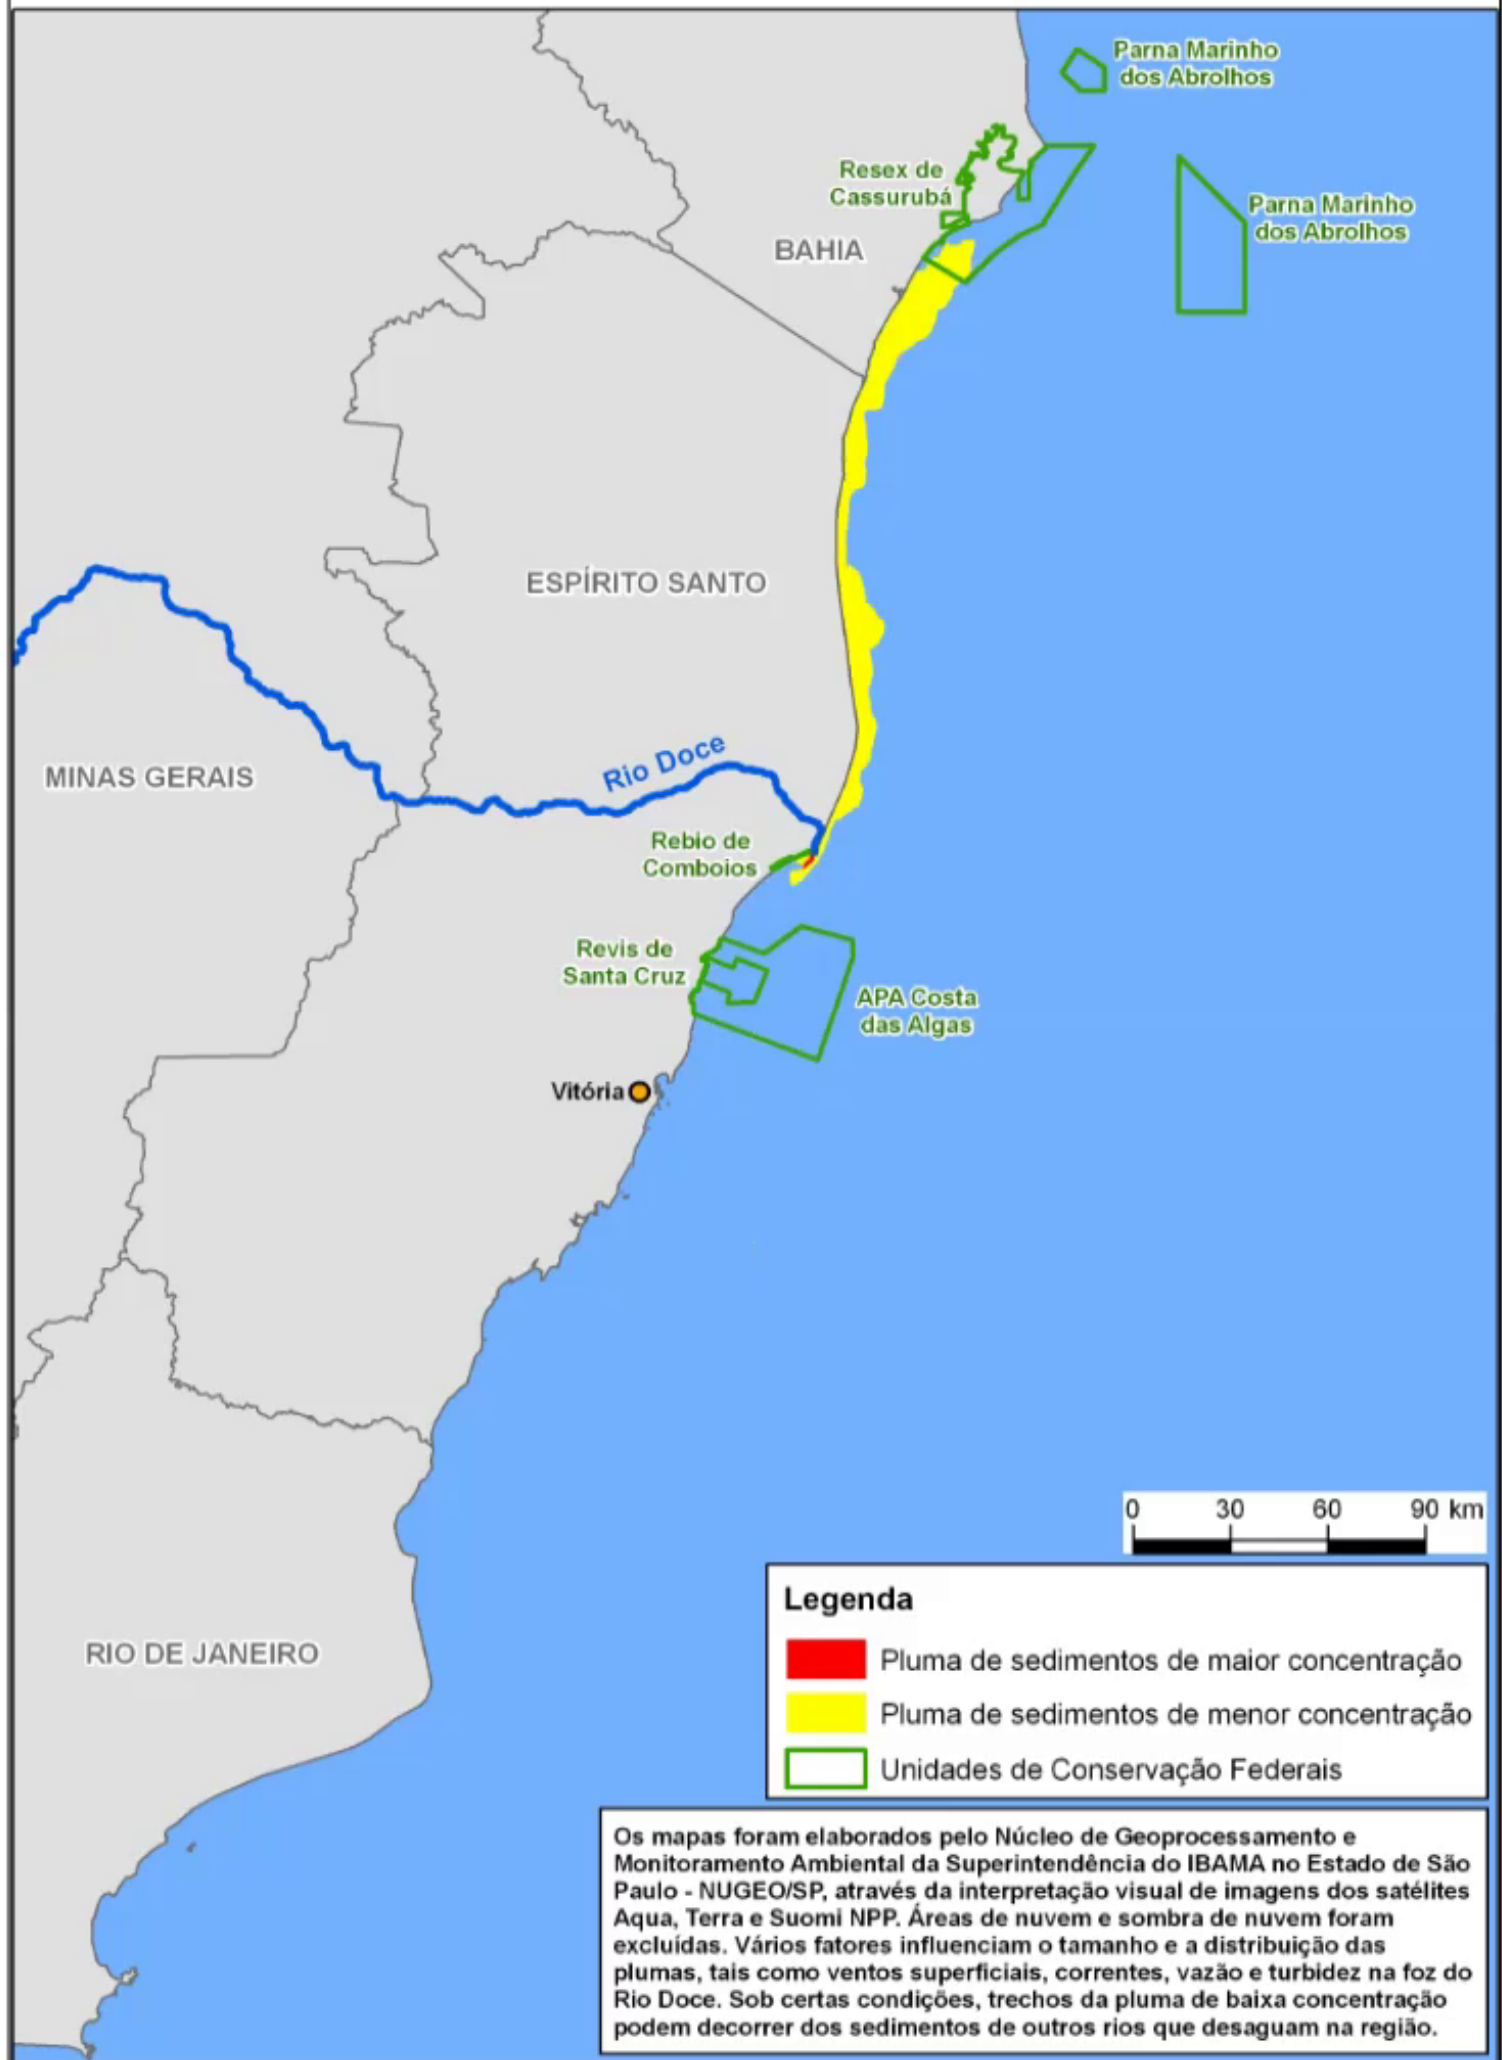 Parna Marinho
dos Abrolhos
Resex de
Cassurubá
Parna Marinho
dos Abrolhos
BAHIA
ESPÍRITO SANTO
Rio Doce
MINAS GERAIS
Rebio de
Comboios
Revis de
Santa Cruz
APA Costa
das Algas
Vitória
0 30 60 90 km
Legenda
Pluma de sedimentos de maior concentração
Pluma de sedimentos de menor concentração
Unidades de Conservação Federais
RIO DE JANEIRO
Os mapas foram elaborados pelo Núcleo de Geoprocessamento e
Monitoramento Ambiental da Superintendência do IBAMA no Estado de São
Paulo - NUGEO/SP, através da interpretação visual de imagens dos satélites
Aqua, Terra e Suomi NPP. Áreas de nuvem e sombra de nuvem foram
excluídas. Vários fatores influenciam o tamanho e a distribuição das
plumas, tais como ventos superficiais, correntes, vazão e turbidez na foz do
Rio Doce. Sob certas condições, trechos da pluma de baixa concentração
podem decorrer dos sedimentos de outros rios que desaguam na região.